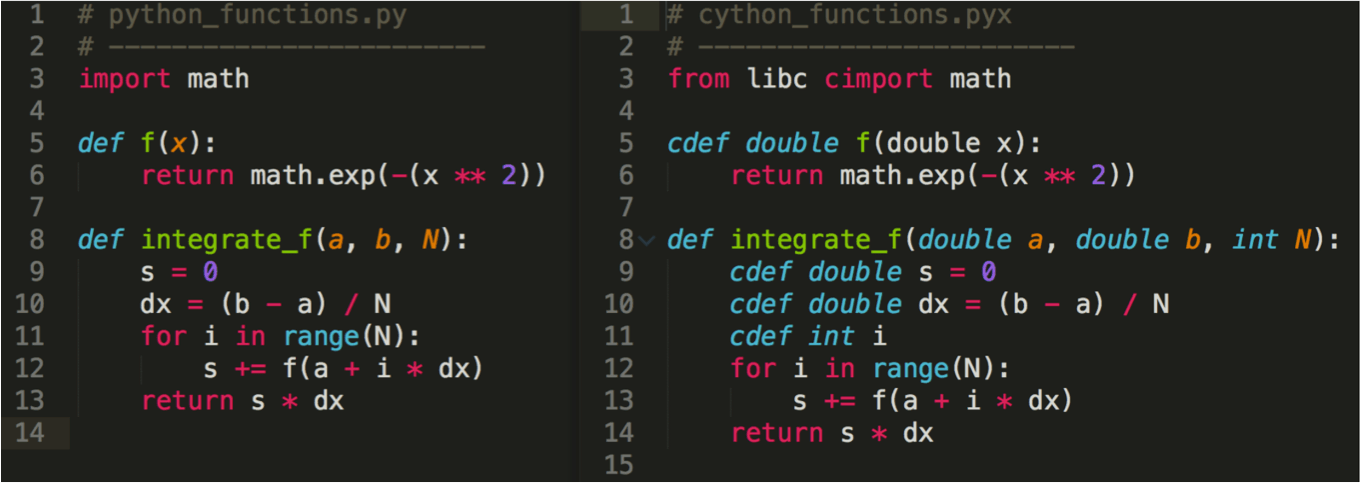 1 # python_functions.py
2 # ------------------------
3 import math
4
5 def f(x):
6     return math.exp(-(x ** 2))
7
8 def integrate_f(a, b, N):
9     s = 0
10     dx = (b - a) / N
11     for i in range(N):
12         s += f(a + i * dx)
13     return s * dx
14
1 # cython_functions.pyx
2 # ------------------------
3 from libc cimport math
4
5 cdef double f(double x):
6     return math.exp(-(x ** 2))
7
8 def integrate_f(double a, double b, int N):
9     cdef double s = 0
10     cdef double dx = (b - a) / N
11     cdef int i
12     for i in range(N):
13         s += f(a + i * dx)
14     return s * dx
15